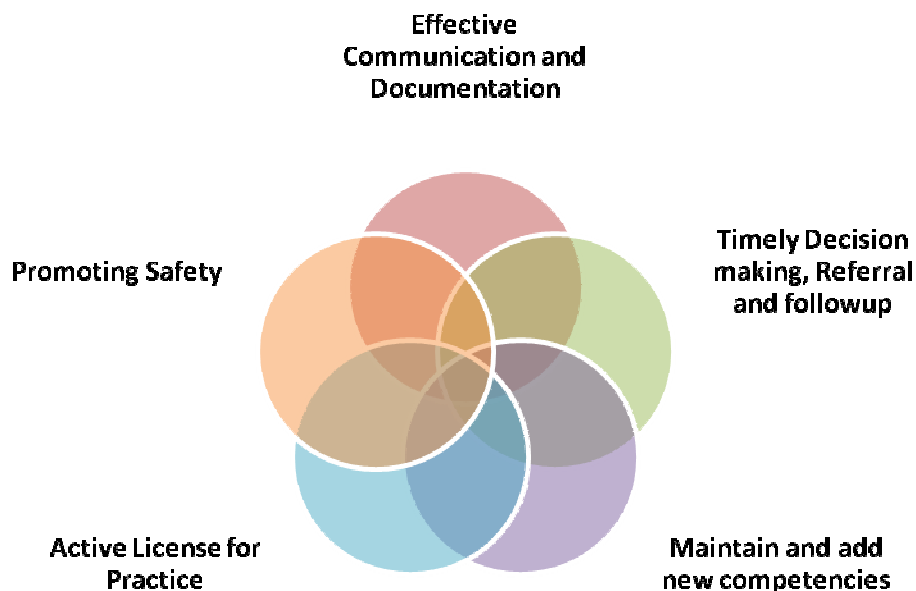 Effective
Communication and
Documentation
Promoting Safety
Timely Decision
making, Referral
and followup
Active License for
Practice
Maintain and add
new competencies